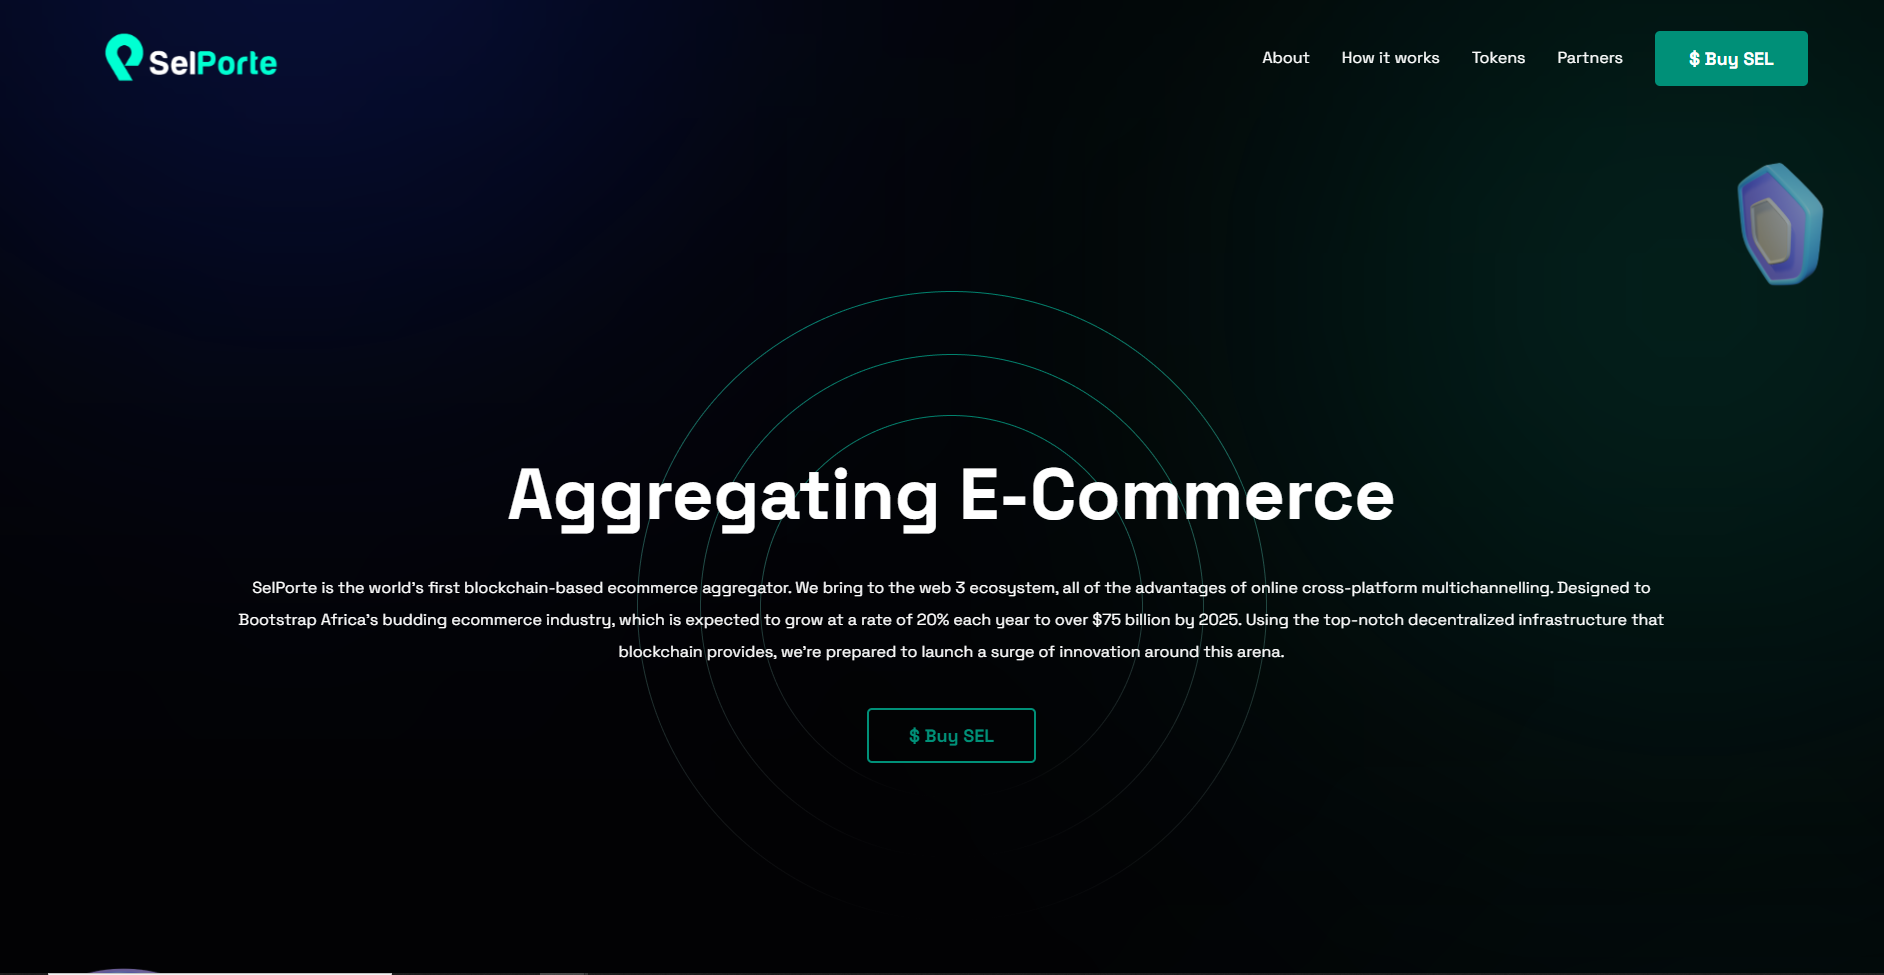 SelPorte
About
How it works
Tokens
Partners
$ Buy SEL
Aggregating E-Commerce
SelPorte is the world's first blockchain-based ecommerce aggregator. We bring to the web 3 ecosystem, all of the advantages of online cross-platform multichannelling. Designed to
Bootstrap Africa's budding ecommerce industry, which is expected to grow at a rate of 20% each year to over $75 billion by 2025. Using the top-notch decentralized infrastructure that
blockchain provides, we're prepared to launch a surge of innovation around this arena.
$ Buy SEL